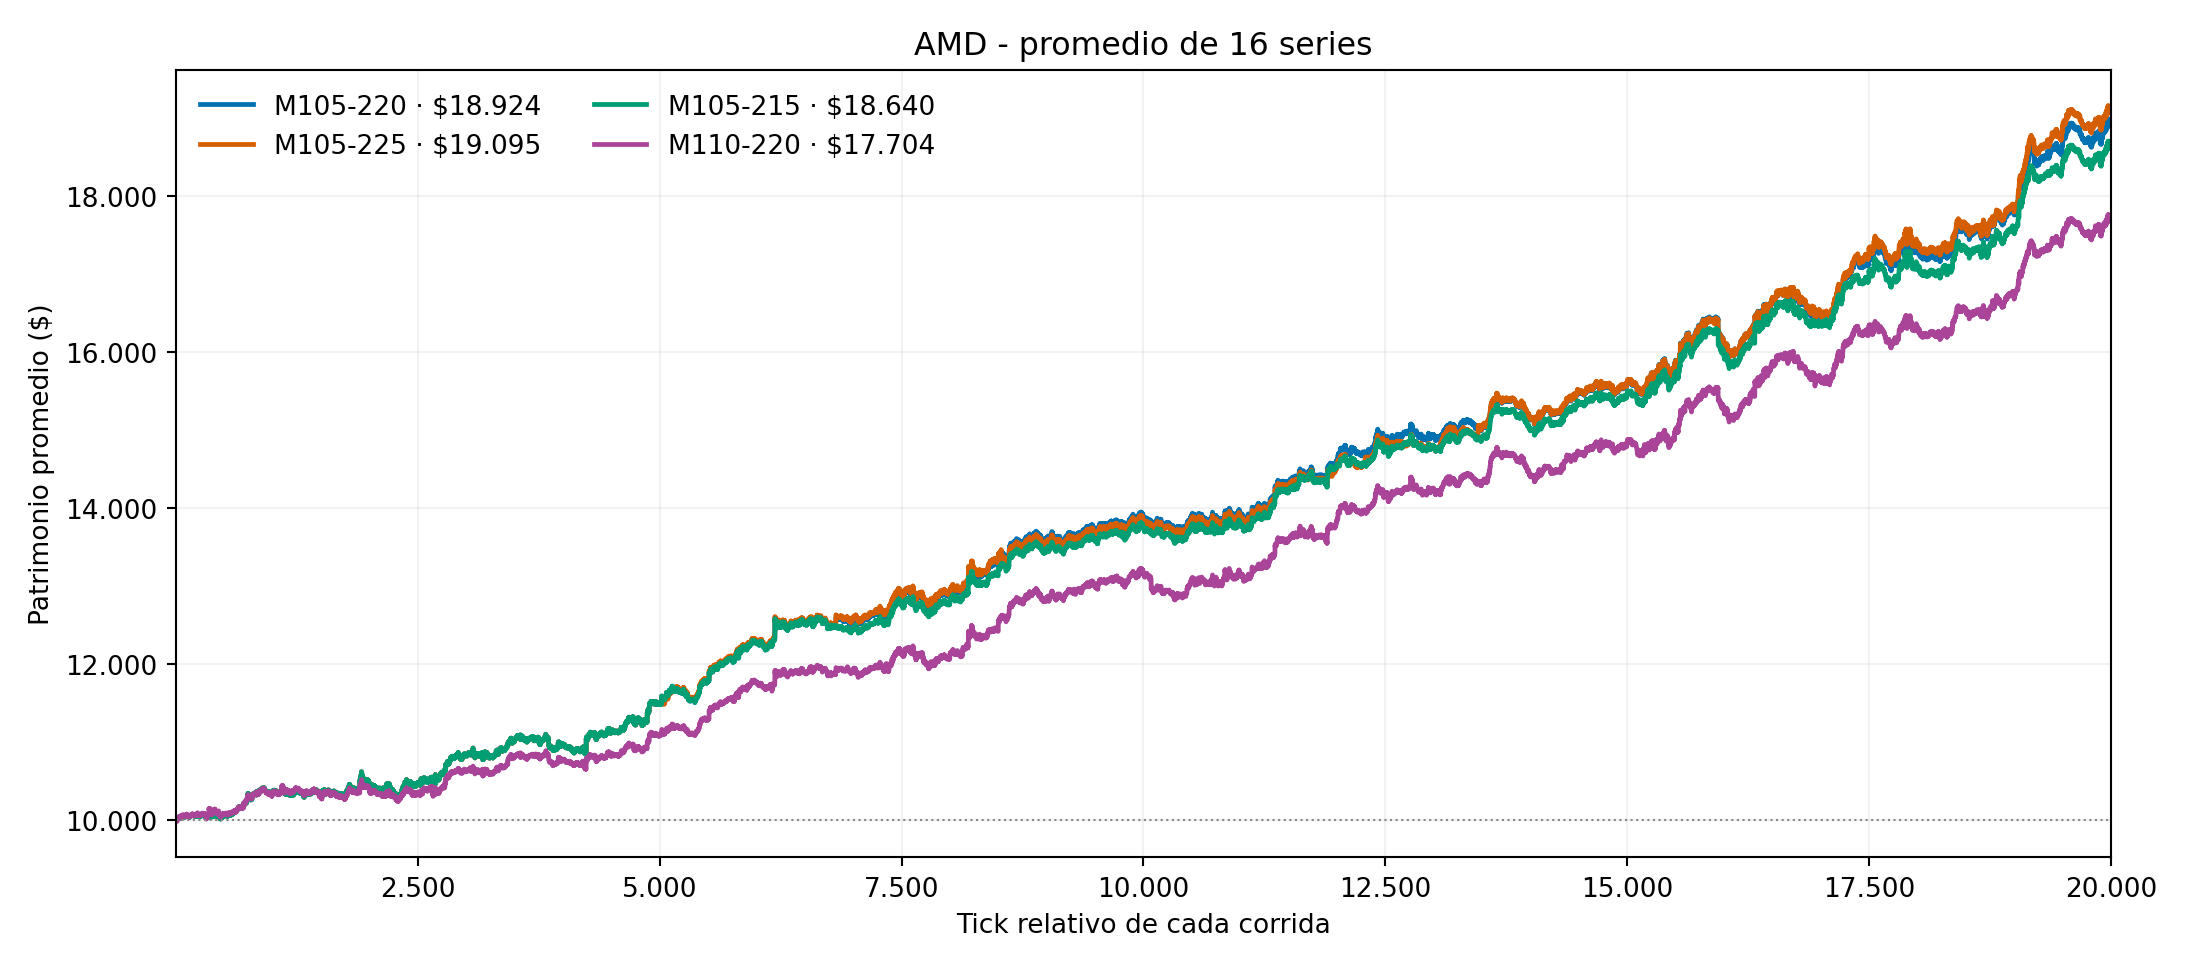 AMD - promedio de 16 series
M105-220 · $18.924
M105-225 · $19.095
M105-215 · $18.640
M110-220 · $17.704
Patrimonio promedio ($)
18.000
16.000
14.000
12.000
10.000
2.500
5.000
7.500
10.000
12.500
15.000
17.500
20.000
Tick relativo de cada corrida